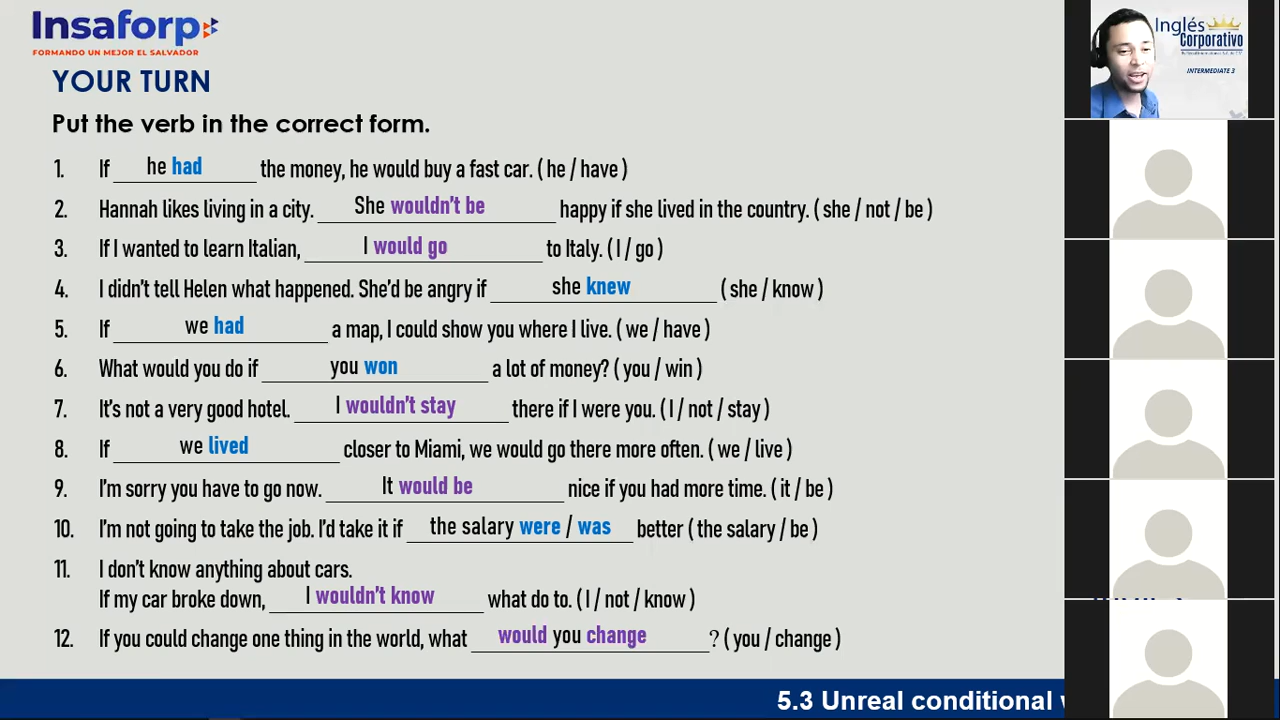 Insaforp
FORMANDO UN MEJOR EL SALVADOR
YOUR TURN
Put the verb in the correct form.
1. If he had the money, he would buy a fast car. ( he / have )
2. Hannah likes living in a city. She wouldn't be happy if she lived in the country. ( she / not / be )
3. If I wanted to learn Italian, I would go to Italy. ( I / go )
4. I didn't tell Helen what happened. She'd be angry if she knew ( she / know )
5. If we had a map, I could show you where I live. ( we / have )
6. What would you do if you won a lot of money? ( you / win )
7. It's not a very good hotel. I wouldn't stay there if I were you. ( I / not / stay )
8. If we lived closer to Miami, we would go there more often. ( we / live )
9. I'm sorry you have to go now. It would be nice if you had more time. ( it / be )
10. I'm not going to take the job. I'd take it if the salary were / was better ( the salary / be )
11. I don't know anything about cars.
If my car broke down, I wouldn't know what do to. ( I / not / know )
12. If you could change one thing in the world, what would you change ? ( you / change )
5.3 Unreal conditional
Inglés
Corporativo
INTERMEDIATE 3